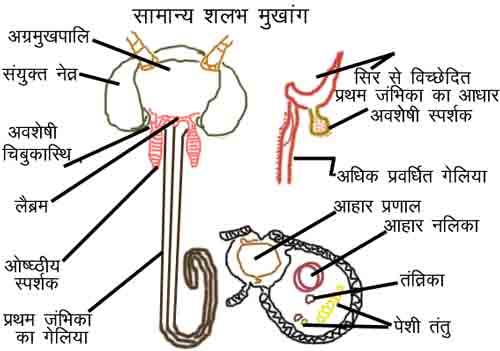 सामान्य शलभ मुखांग
अग्रमुखपालि
संयुक्त नेत्र
अवशेषी
चिबुकास्थि
लैब्रम
ओष्ठीय
स्पर्शक
प्रथम जंभिका
का गेलिया
सिर से विच्छेदित
प्रथम जंभिका का आधार
अवशेषी स्पर्शक
अधिक प्रवर्धित गेलिया
आहार प्रणाल
आहार नलिका
तंत्रिका
पेशी तंतु